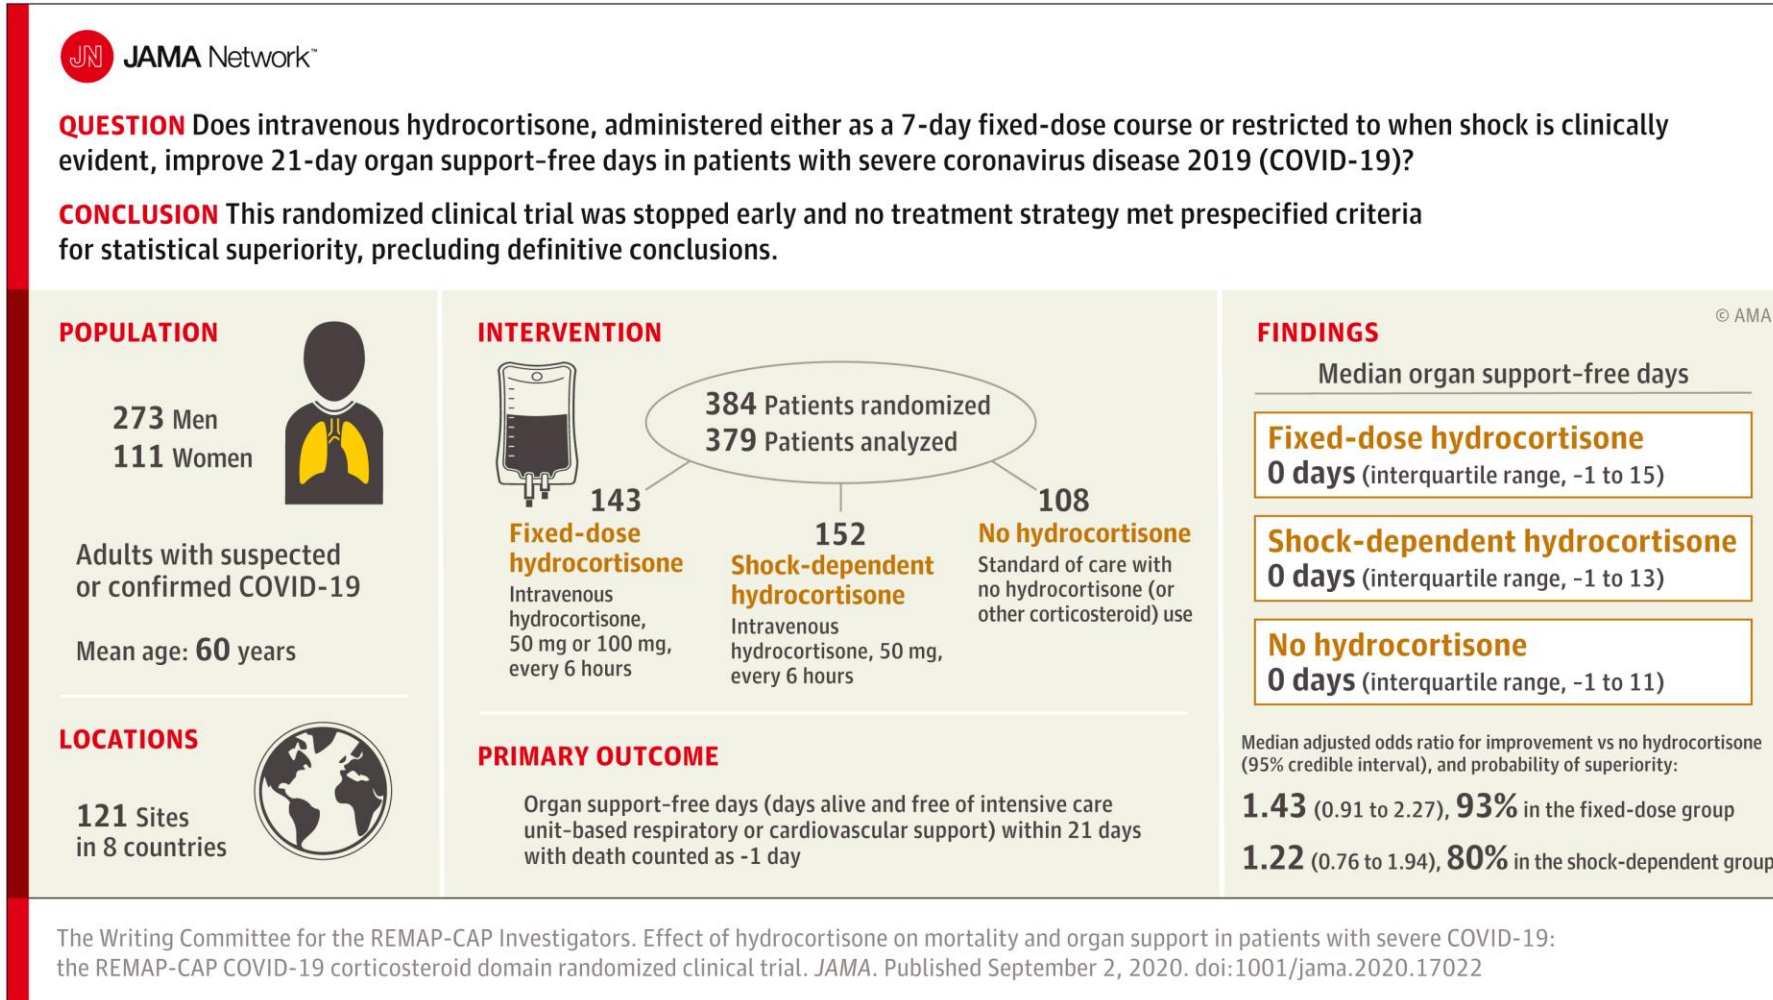 JN JAMA Network™
QUESTION Does intravenous hydrocortisone, administered either as a 7-day fixed-dose course or restricted to when shock is clinically
evident, improve 21-day organ support-free days in patients with severe coronavirus disease 2019 (COVID-19)?
CONCLUSION This randomized clinical trial was stopped early and no treatment strategy met prespecified criteria
for statistical superiority, precluding definitive conclusions.
POPULATION
273 Men
111 Women
Adults with suspected
or confirmed COVID-19
Mean age: 60 years
LOCATIONS
121 Sites
in 8 countries
INTERVENTION
384 Patients randomized
379 Patients analyzed
143
Fixed-dose
hydrocortisone
Intravenous
hydrocortisone,
50 mg or 100 mg,
every 6 hours
152
Shock-dependent
hydrocortisone
Intravenous
hydrocortisone, 50 mg,
every 6 hours
108
No hydrocortisone
Standard of care with
no hydrocortisone (or
other corticosteroid) use
PRIMARY OUTCOME
Organ support-free days (days alive and free of intensive care
unit-based respiratory or cardiovascular support) within 21 days
with death counted as -1 day
© AMA
FINDINGS
Median organ support-free days
Fixed-dose hydrocortisone
0 days (interquartile range, -1 to 15)
Shock-dependent hydrocortisone
0 days (interquartile range, -1 to 13)
No hydrocortisone
0 days (interquartile range, -1 to 11)
Median adjusted odds ratio for improvement vs no hydrocortisone
(95% credible interval), and probability of superiority:
1.43 (0.91 to 2.27), 93% in the fixed-dose group
1.22 (0.76 to 1.94), 80% in the shock-dependent group
The Writing Committee for the REMAP-CAP Investigators. Effect of hydrocortisone on mortality and organ support in patients with severe COVID-19:
the REMAP-CAP COVID-19 corticosteroid domain randomized clinical trial. JAMA. Published September 2, 2020. doi:1001/jama.2020.17022